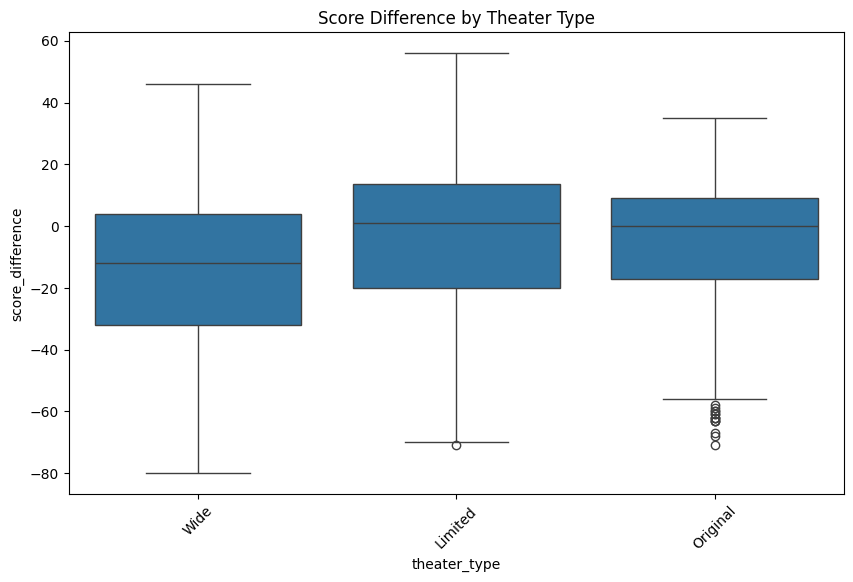 Score Difference by Theater Type
score_difference
60
40
20
0
−20
−40
−60
−80
Wide
Limited
Original
theater_type